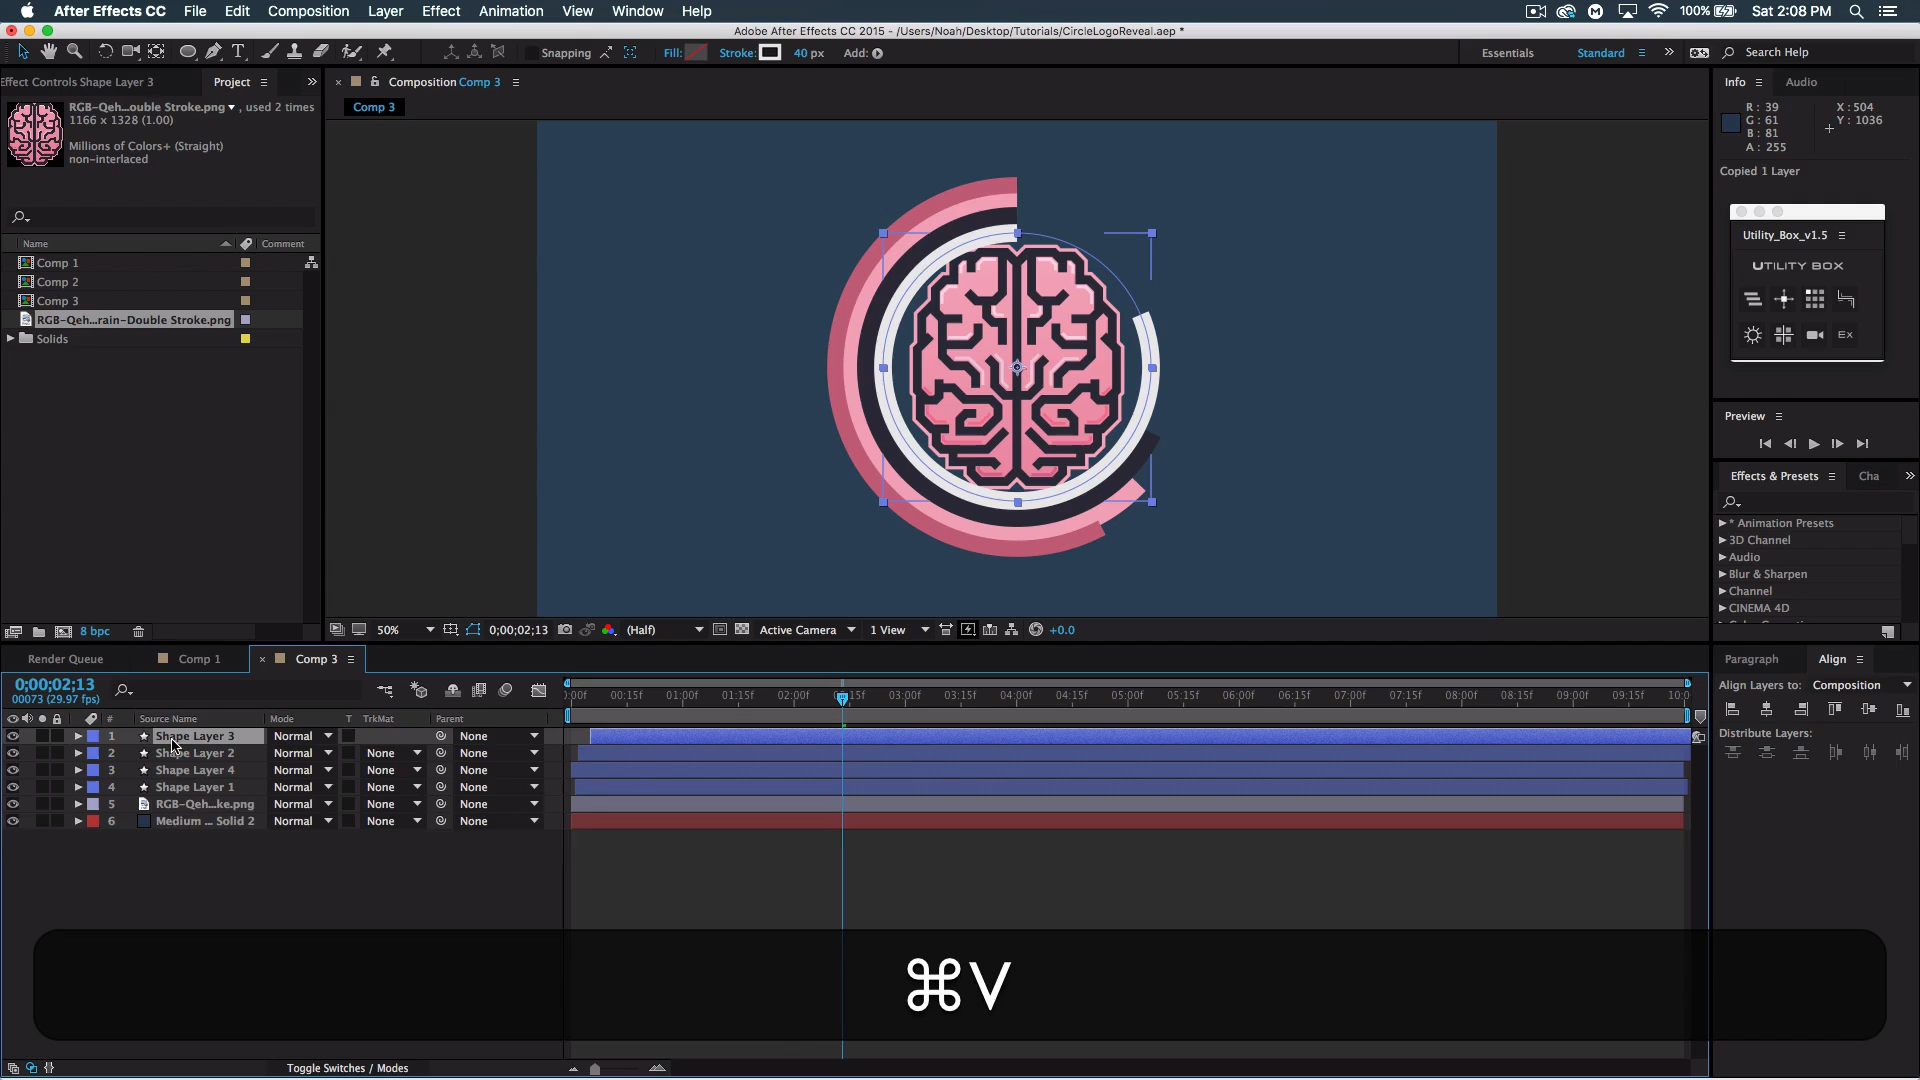 After Effects CC File Edit Composition Layer Effect Animation View Window Help 100% Sat 2:08 PM
Adobe After Effects CC 2015 - /Users/Noah/Desktop/Tutorials/CircleLogoReveal.aep *
T Snapping Fill: Stroke: 40 px Add: Essentials Standard » Search Help
Effect Controls Shape Layer 3 Project »
× Composition Comp 3
Info Audio
Comp 3
RGB-Qeh...ouble Stroke.png , used 2 times
1166 x 1328 (1.00)
Millions of Colors+ (Straight)
non-interlaced
R : 39
G : 61
B : 81
A : 255
X : 504
Y : 1036
Copied 1 Layer
Utility_Box_v1.5
UTILITY BOX
Ex
Name Comment
Comp 1
Comp 2
Comp 3
RGB-Qeh...rain-Double Stroke.png
Solids
Preview
Effects & Presets Cha »
* Animation Presets
3D Channel
Audio
Blur & Sharpen
Channel
CINEMA 4D
8 bpc
50% 0;00;02;13 (Half) Active Camera 1 View +0.0
Render Queue Comp 1 × Comp 3
Paragraph Align
0;00;02;13
00073 (29.97 fps)
:00f 00:15f 01:00f 01:15f 02:00f 03:00f 03:15f 04:00f 04:15f 05:00f 05:15f 06:00f 06:15f 07:00f 07:15f 08:00f 08:15f 09:00f 09:15f 10:0
Align Layers to: Composition
Distribute Layers:
# Source Name Mode T TrkMat Parent
1 Shape Layer 3 Normal None
2 Shape Layer 2 Normal None None
3 Shape Layer 4 Normal None None
4 Shape Layer 1 Normal None None
5 RGB-Qeh...ke.png Normal None None
6 Medium ... Solid 2 Normal None None
⌘V
Toggle Switches / Modes